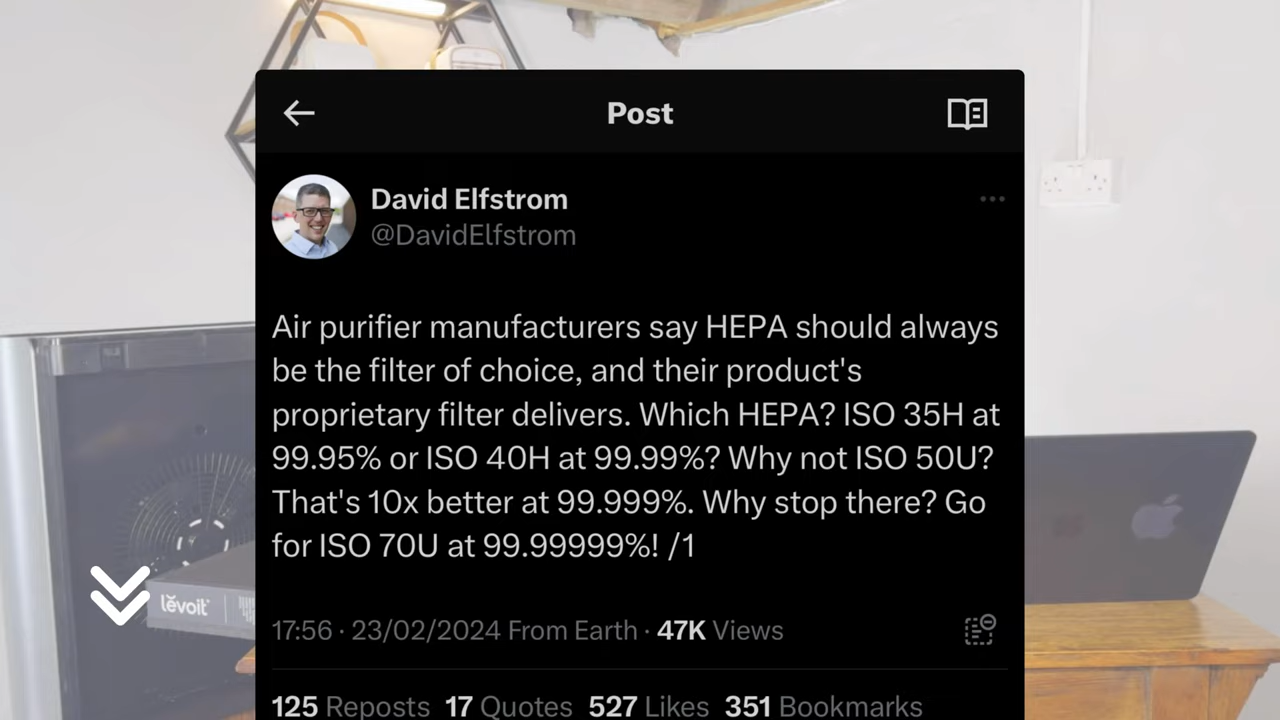 Post
David Elfstrom
@DavidElfstrom
Air purifier manufacturers say HEPA should always
be the filter of choice, and their product's
proprietary filter delivers. Which HEPA? ISO 35H at
99.95% or ISO 40H at 99.99%? Why not ISO 50U?
That's 10x better at 99.999%. Why stop there? Go
for ISO 70U at 99.99999%! /1
17:56 · 23/02/2024 From Earth · 47K Views
125 Reposts 17 Quotes 527 Likes 351 Bookmarks
levoit